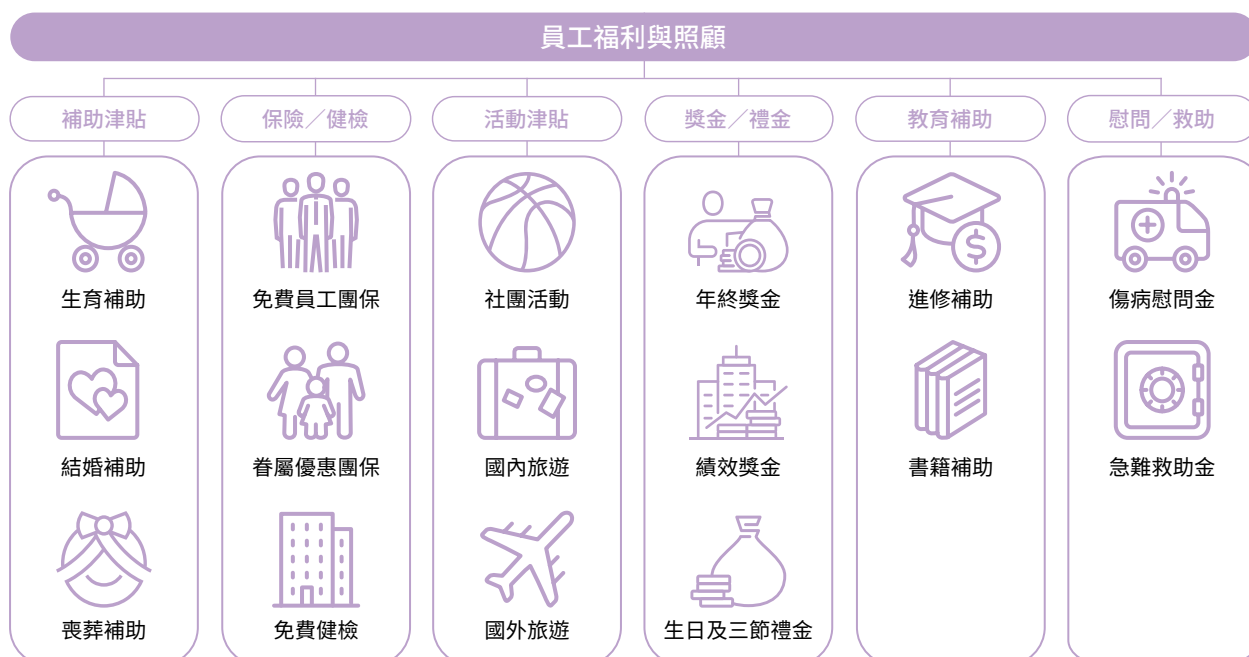 員工福利與照顧
補助津貼
保險／健檢
活動津貼
獎金／禮金
教育補助
慰問／救助
生育補助
免費員工團保
社團活動
年終獎金
進修補助
傷病慰問金
結婚補助
眷屬優惠團保
國內旅遊
績效獎金
書籍補助
急難救助金
喪葬補助
免費健檢
國外旅遊
生日及三節禮金